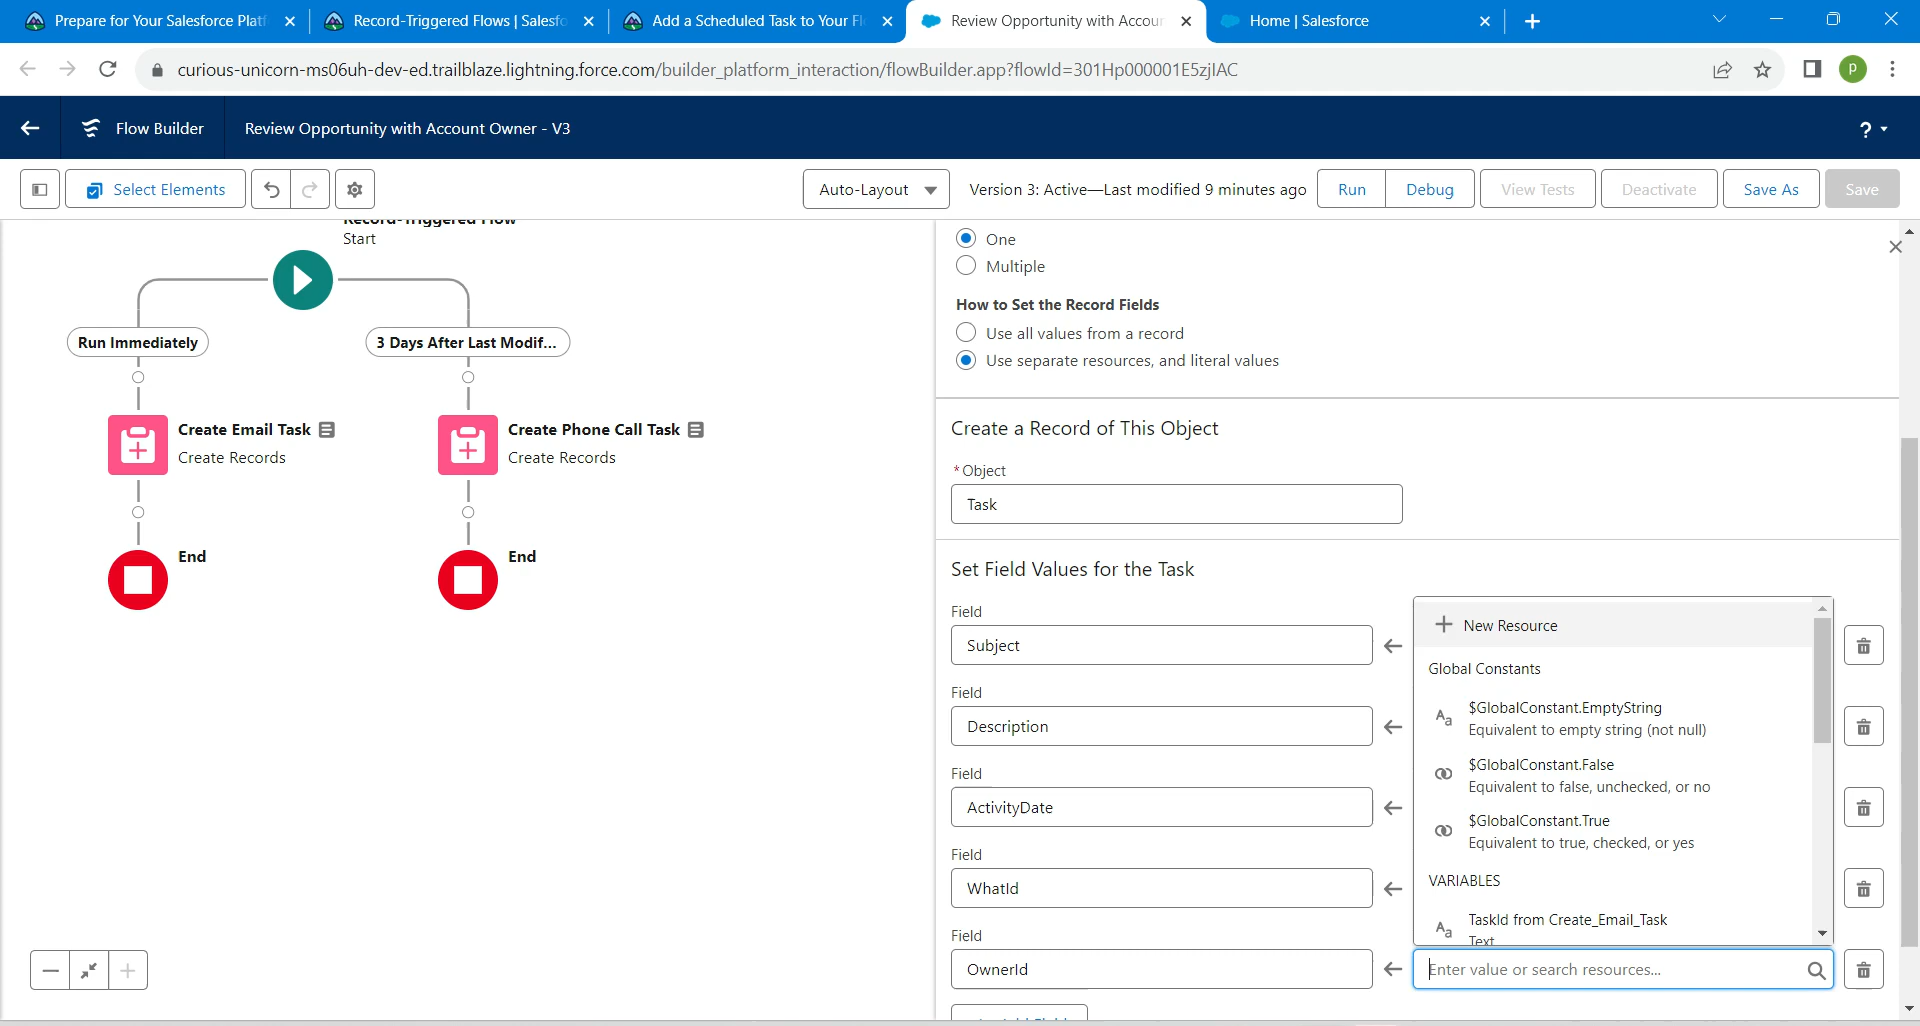 Prepare for Your Salesforce Platf
Record-Triggered Flows | Salesfo
Add a Scheduled Task to Your Fl
Review Opportunity with Accour
Home | Salesforce
curious-unicorn-ms06uh-dev-ed.trailblaze.lightning.force.com/builder_platform_interaction/flowBuilder.app?flowId=301Hp000001E5zjIAC
P
Flow Builder
Review Opportunity with Account Owner - V3
?
Select Elements
Auto-Layout
Version 3: Active—Last modified 9 minutes ago
Run
Debug
View Tests
Deactivate
Save As
Save
Record-Triggered Flow
Start
Run Immediately
3 Days After Last Modif...
Create Email Task
Create Records
Create Phone Call Task
Create Records
End
End
One
Multiple
How to Set the Record Fields
Use all values from a record
Use separate resources, and literal values
Create a Record of This Object
* Object
Task
Set Field Values for the Task
Field
Subject
Field
Description
Field
ActivityDate
Field
WhatId
Field
OwnerId
New Resource
Global Constants
$GlobalConstant.EmptyString
Equivalent to empty string (not null)
$GlobalConstant.False
Equivalent to false, unchecked, or no
$GlobalConstant.True
Equivalent to true, checked, or yes
VARIABLES
TaskId from Create_Email_Task
Text
Enter value or search resources...